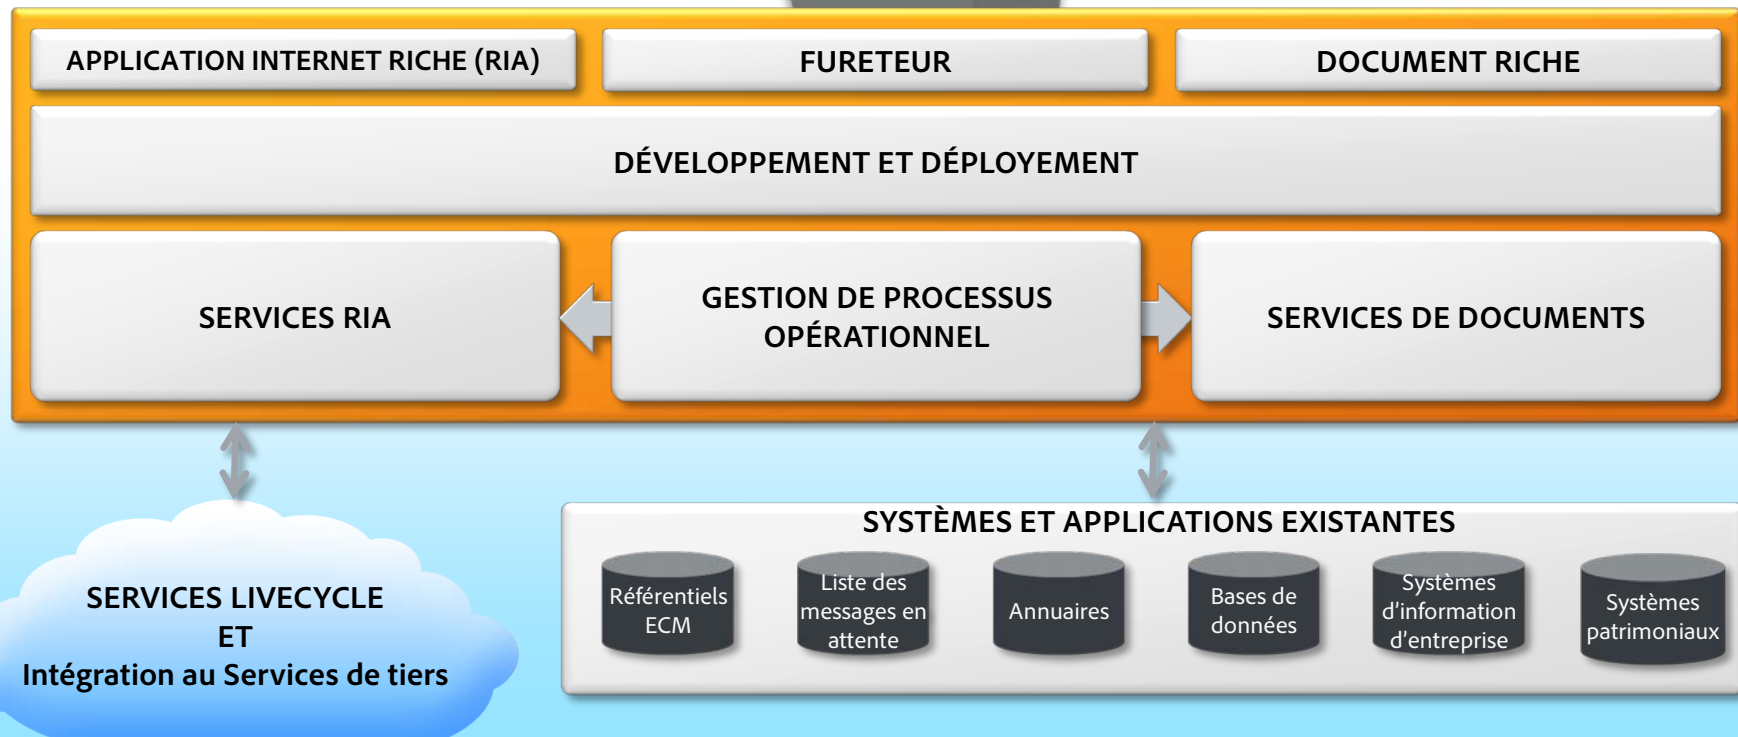 APPLICATION INTERNET RICHE (RIA)
FURETEUR
DOCUMENT RICHE
DÉVELOPPEMENT ET DÉPLOYEMENT
SERVICES RIA
GESTION DE PROCESSUS
OPÉRATIONNEL
SERVICES DE DOCUMENTS
SERVICES LIVECYCLE
ET
Intégration au Services de tiers
SYSTÈMES ET APPLICATIONS EXISTANTES
Référentiels
ECM
Liste des
messages en
attente
Annuaires
Bases de
données
Systèmes
d'information
d'entreprise
Systèmes
patrimoniaux